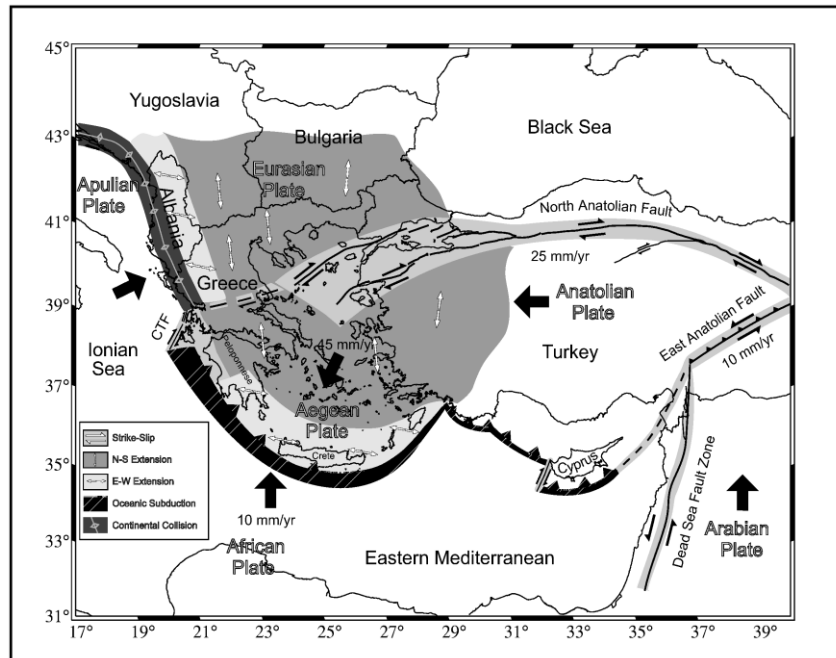 45°
43°
41°
39°
37°
35°
33°
31°
17°
19°
21°
23°
25°
27°
29°
31°
33°
35°
37°
39°
Yugoslavia
Bulgaria
Black Sea
Eurasian
Plate
Apulian
Plate
Albania
North Anatolian Fault
25 mm/yr
Greece
Anatolian
Plate
East Anatolian Fault
10 mm/yr
CTF
Ionian
Sea
45 mm/yr
Turkey
Peloponnese
Aegean
Plate
Crete
Cyprus
Dead Sea Fault Zone
Strike-Slip
N-S Extension
E-W Extension
Oceanic Subduction
Continental Collision
10 mm/yr
African
Plate
Eastern Mediterranean
Arabian
Plate